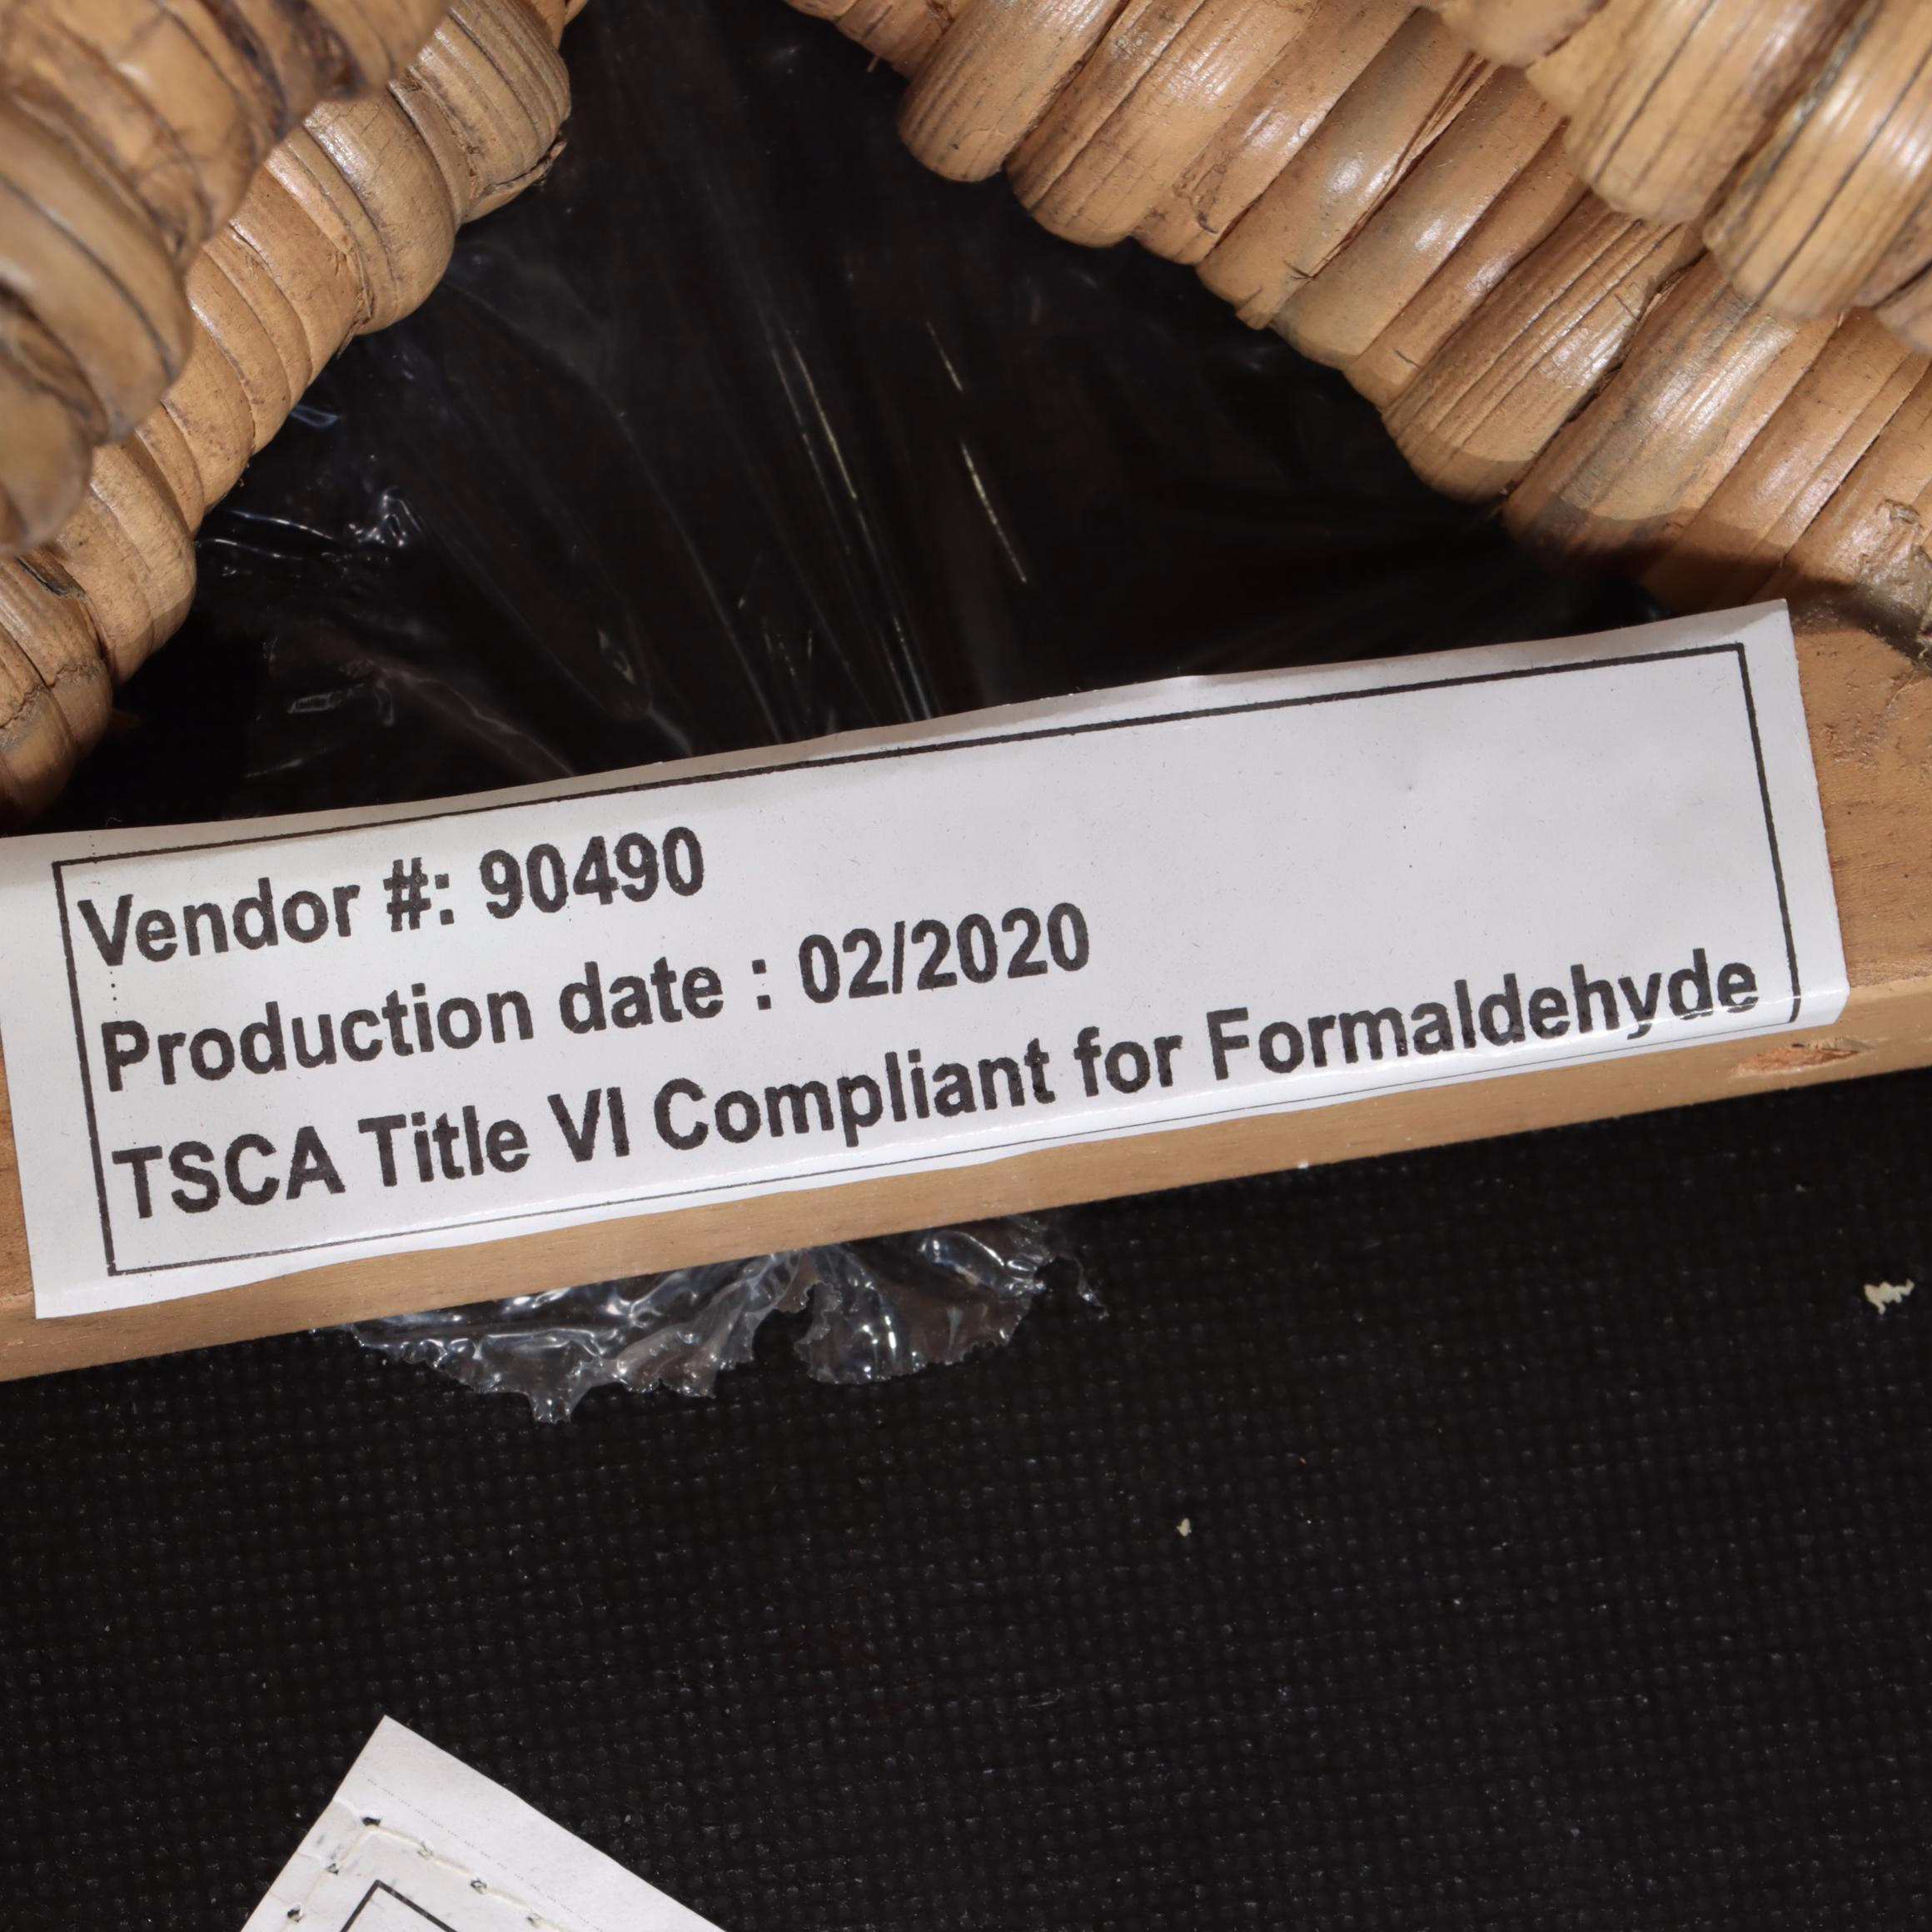 Vendor #: 90490
Production date : 02/2020
TSCA Title VI Compliant for Formaldehyde